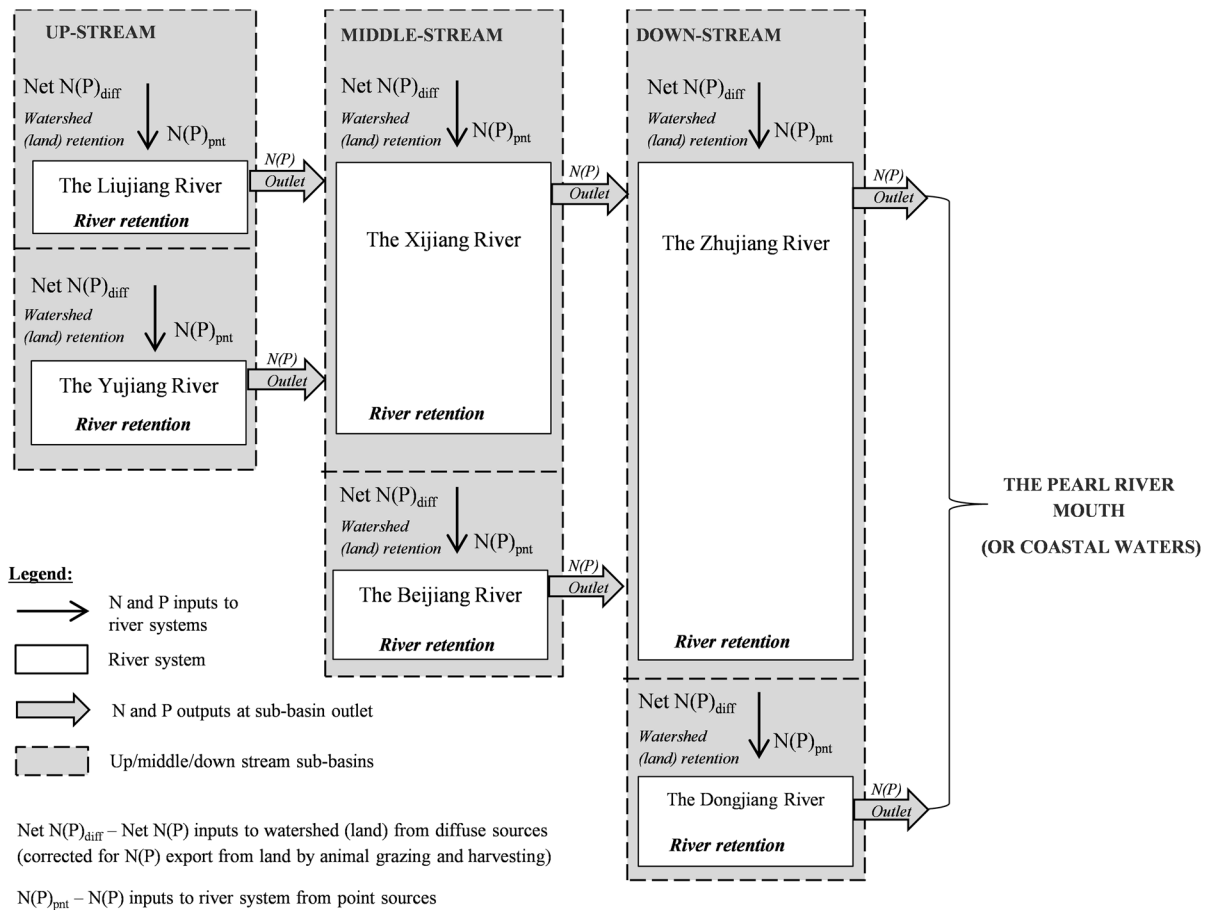 UP-STREAM
Net N(P)diff
Watershed
(land) retention
N(P)pnt
The Liujiang River
River retention
N(P)
Outlet
Net N(P)diff
Watershed
(land) retention
N(P)pnt
The Yujiang River
River retention
N(P)
Outlet
MIDDLE-STREAM
Net N(P)diff
Watershed
(land) retention
N(P)pnt
The Xijiang River
River retention
N(P)
Outlet
Net N(P)diff
Watershed
(land) retention
N(P)pnt
The Beijiang River
River retention
N(P)
Outlet
DOWN-STREAM
Net N(P)diff
Watershed
(land) retention
N(P)pnt
The Zhujiang River
River retention
N(P)
Outlet
Net N(P)diff
Watershed
(land) retention
N(P)pnt
The Dongjiang River
River retention
N(P)
Outlet
THE PEARL RIVER
MOUTH
(OR COASTAL WATERS)
Legend:
N and P inputs to
river systems
River system
N and P outputs at sub-basin outlet
Up/middle/down stream sub-basins
Net N(P)diff – Net N(P) inputs to watershed (land) from diffuse sources
(corrected for N(P) export from land by animal grazing and harvesting)
N(P)pnt – N(P) inputs to river system from point sources